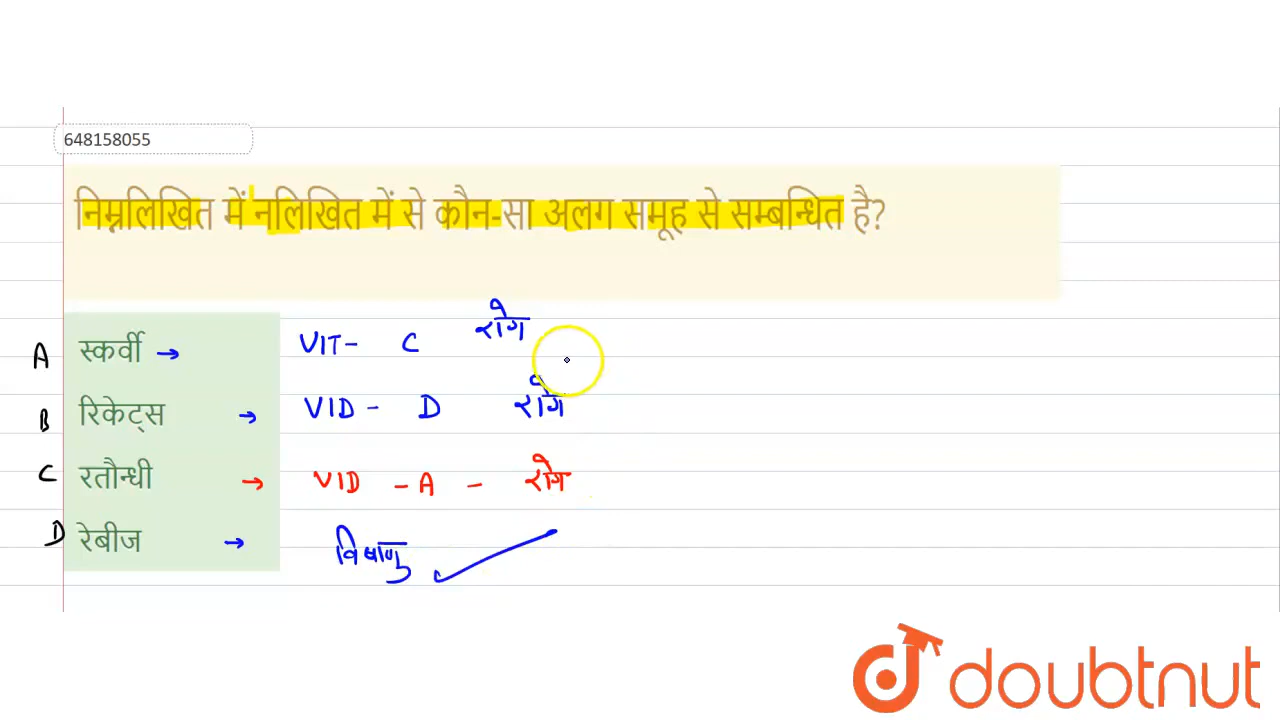 648158055
निम्नलिखित में नलिखित में से कौन-सा अलग समूह से सम्बन्धित है?
A स्कर्वी → VIT- C रोग
B रिकेट्स → VID - D रोग
C रतौन्धी → VID - A - रोग
D रेबीज → विषाणु
doubtnut